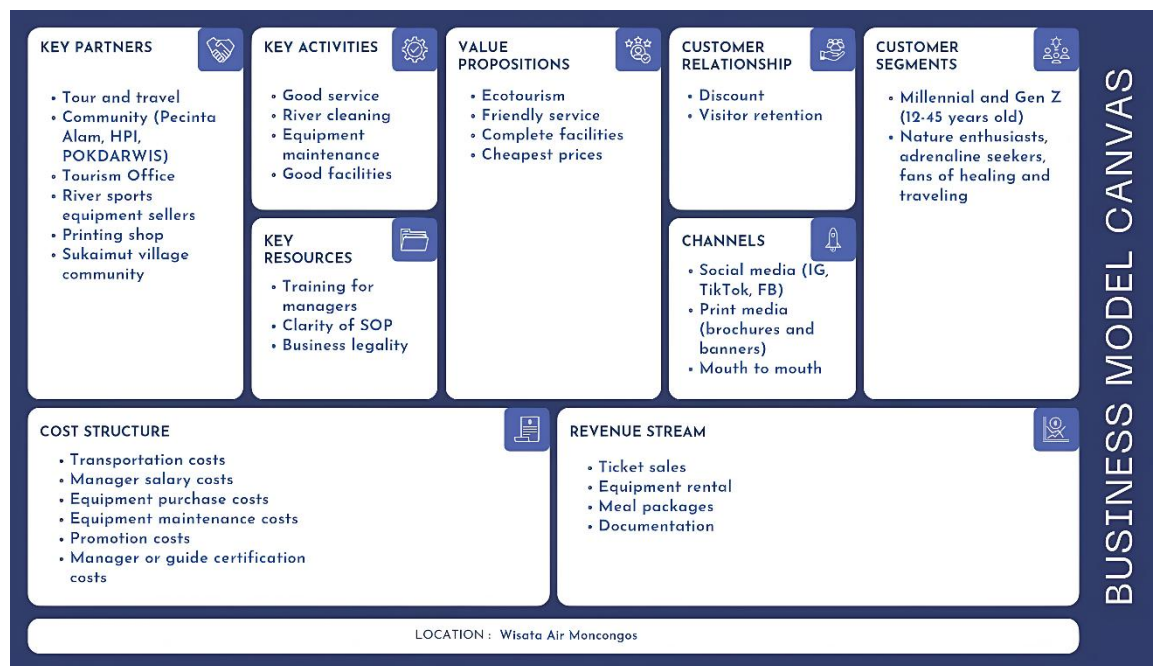 KEY PARTNERS
• Tour and travel
• Community (Pecinta
Alam, HPI,
POKDARWIS)
• Tourism Office
• River sports
equipment sellers
• Printing shop
• Sukaimut village
community
KEY ACTIVITIES
• Good service
• River cleaning
• Equipment
maintenance
• Good facilities
KEY
RESOURCES
• Training for
managers
• Clarity of SOP
• Business legality
VALUE
PROPOSITIONS
• Ecotourism
• Friendly service
• Complete facilities
• Cheapest prices
CUSTOMER
RELATIONSHIP
• Discount
• Visitor retention
CHANNELS
• Social media (IG,
TikTok, FB)
• Print media
(brochures and
banners)
• Mouth to mouth
CUSTOMER
SEGMENTS
• Millennial and Gen Z
(12-45 years old)
• Nature enthusiasts,
adrenaline seekers,
fans of healing and
traveling
COST STRUCTURE
• Transportation costs
• Manager salary costs
• Equipment purchase costs
• Equipment maintenance costs
• Promotion costs
• Manager or guide certification
costs
REVENUE STREAM
• Ticket sales
• Equipment rental
• Meal packages
• Documentation
LOCATION : Wisata Air Moncongos
BUSINESS MODEL CANVAS